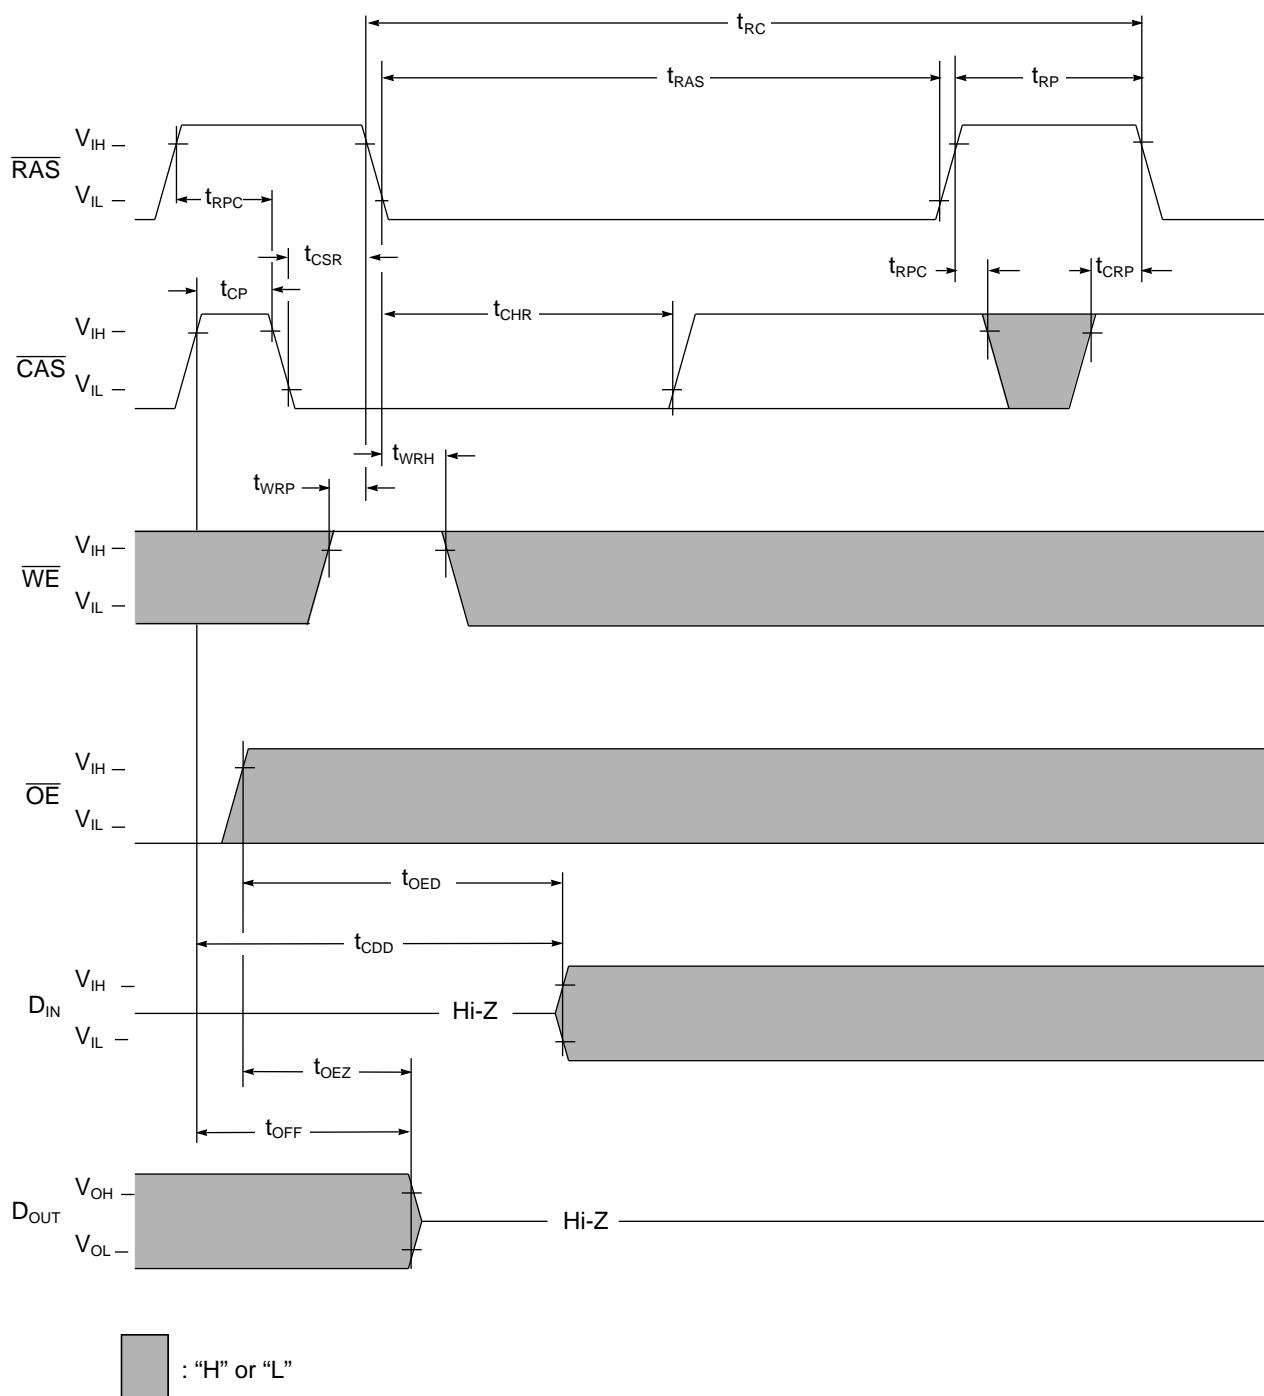 tRC
tRAS
tRP
VIH
RAS
VIL
tRPC
tCSR
tRPC
tCRP
tCP
tCHR
VIH
CAS
VIL
tWRH
tWRP
VIH
WE
VIL
VIH
OE
VIL
tOED
tCDD
VIH
DIN
Hi-Z
VIL
tOEZ
tOFF
VOH
DOUT
Hi-Z
VOL
: “H” or “L”